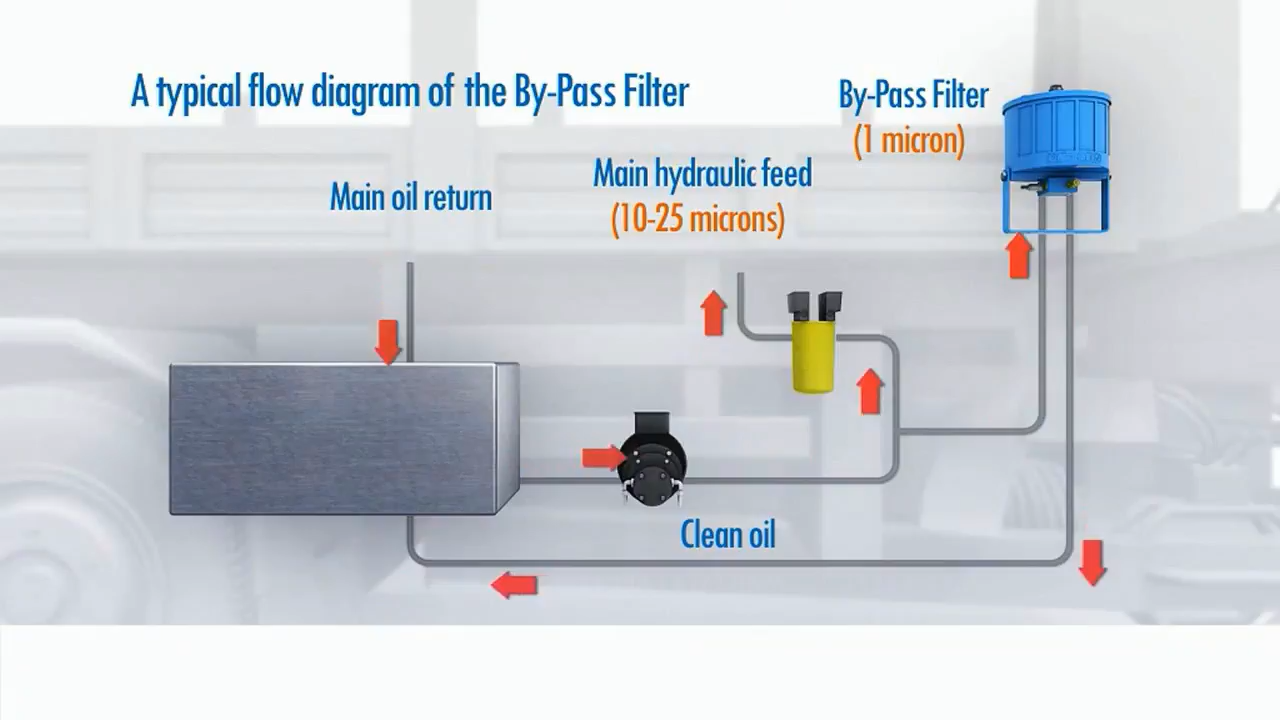 A typical flow diagram of the By-Pass Filter
By-Pass Filter
(1 micron)
Main hydraulic feed
(10-25 microns)
Main oil return
Clean oil